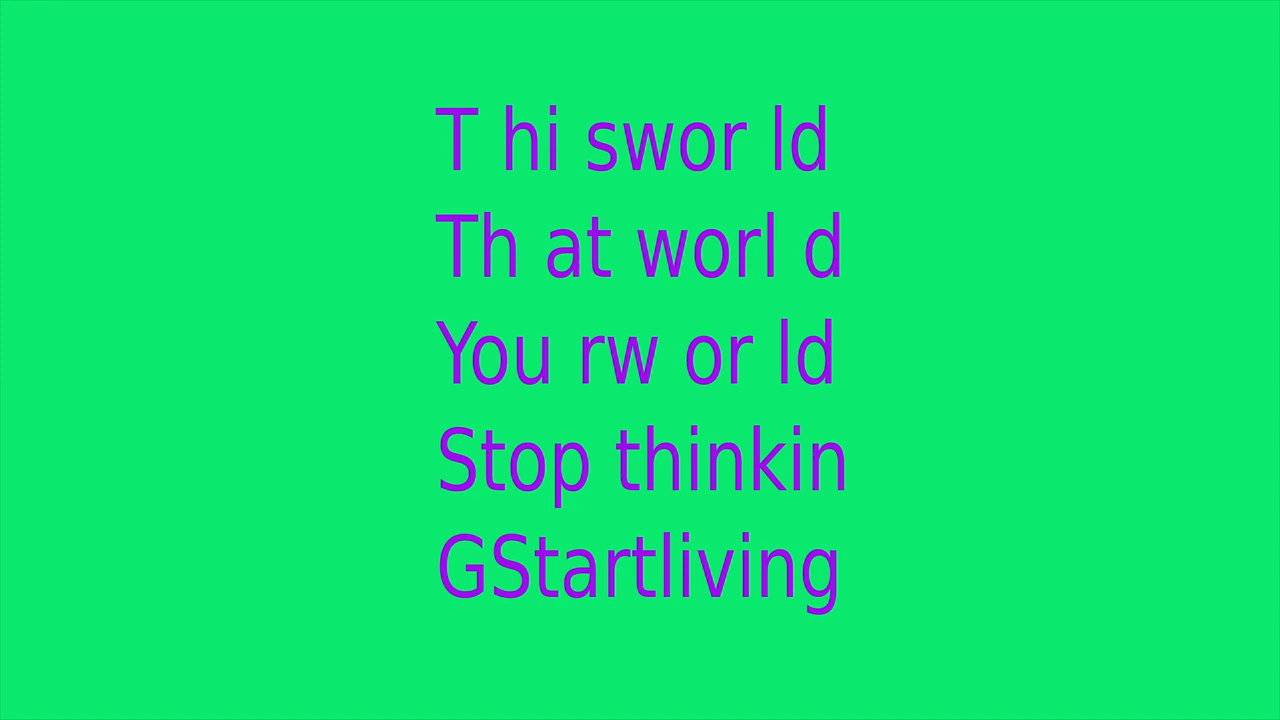 T hi swor ld
Th at worl d
You rw or ld
Stop thinkin
GStartliving